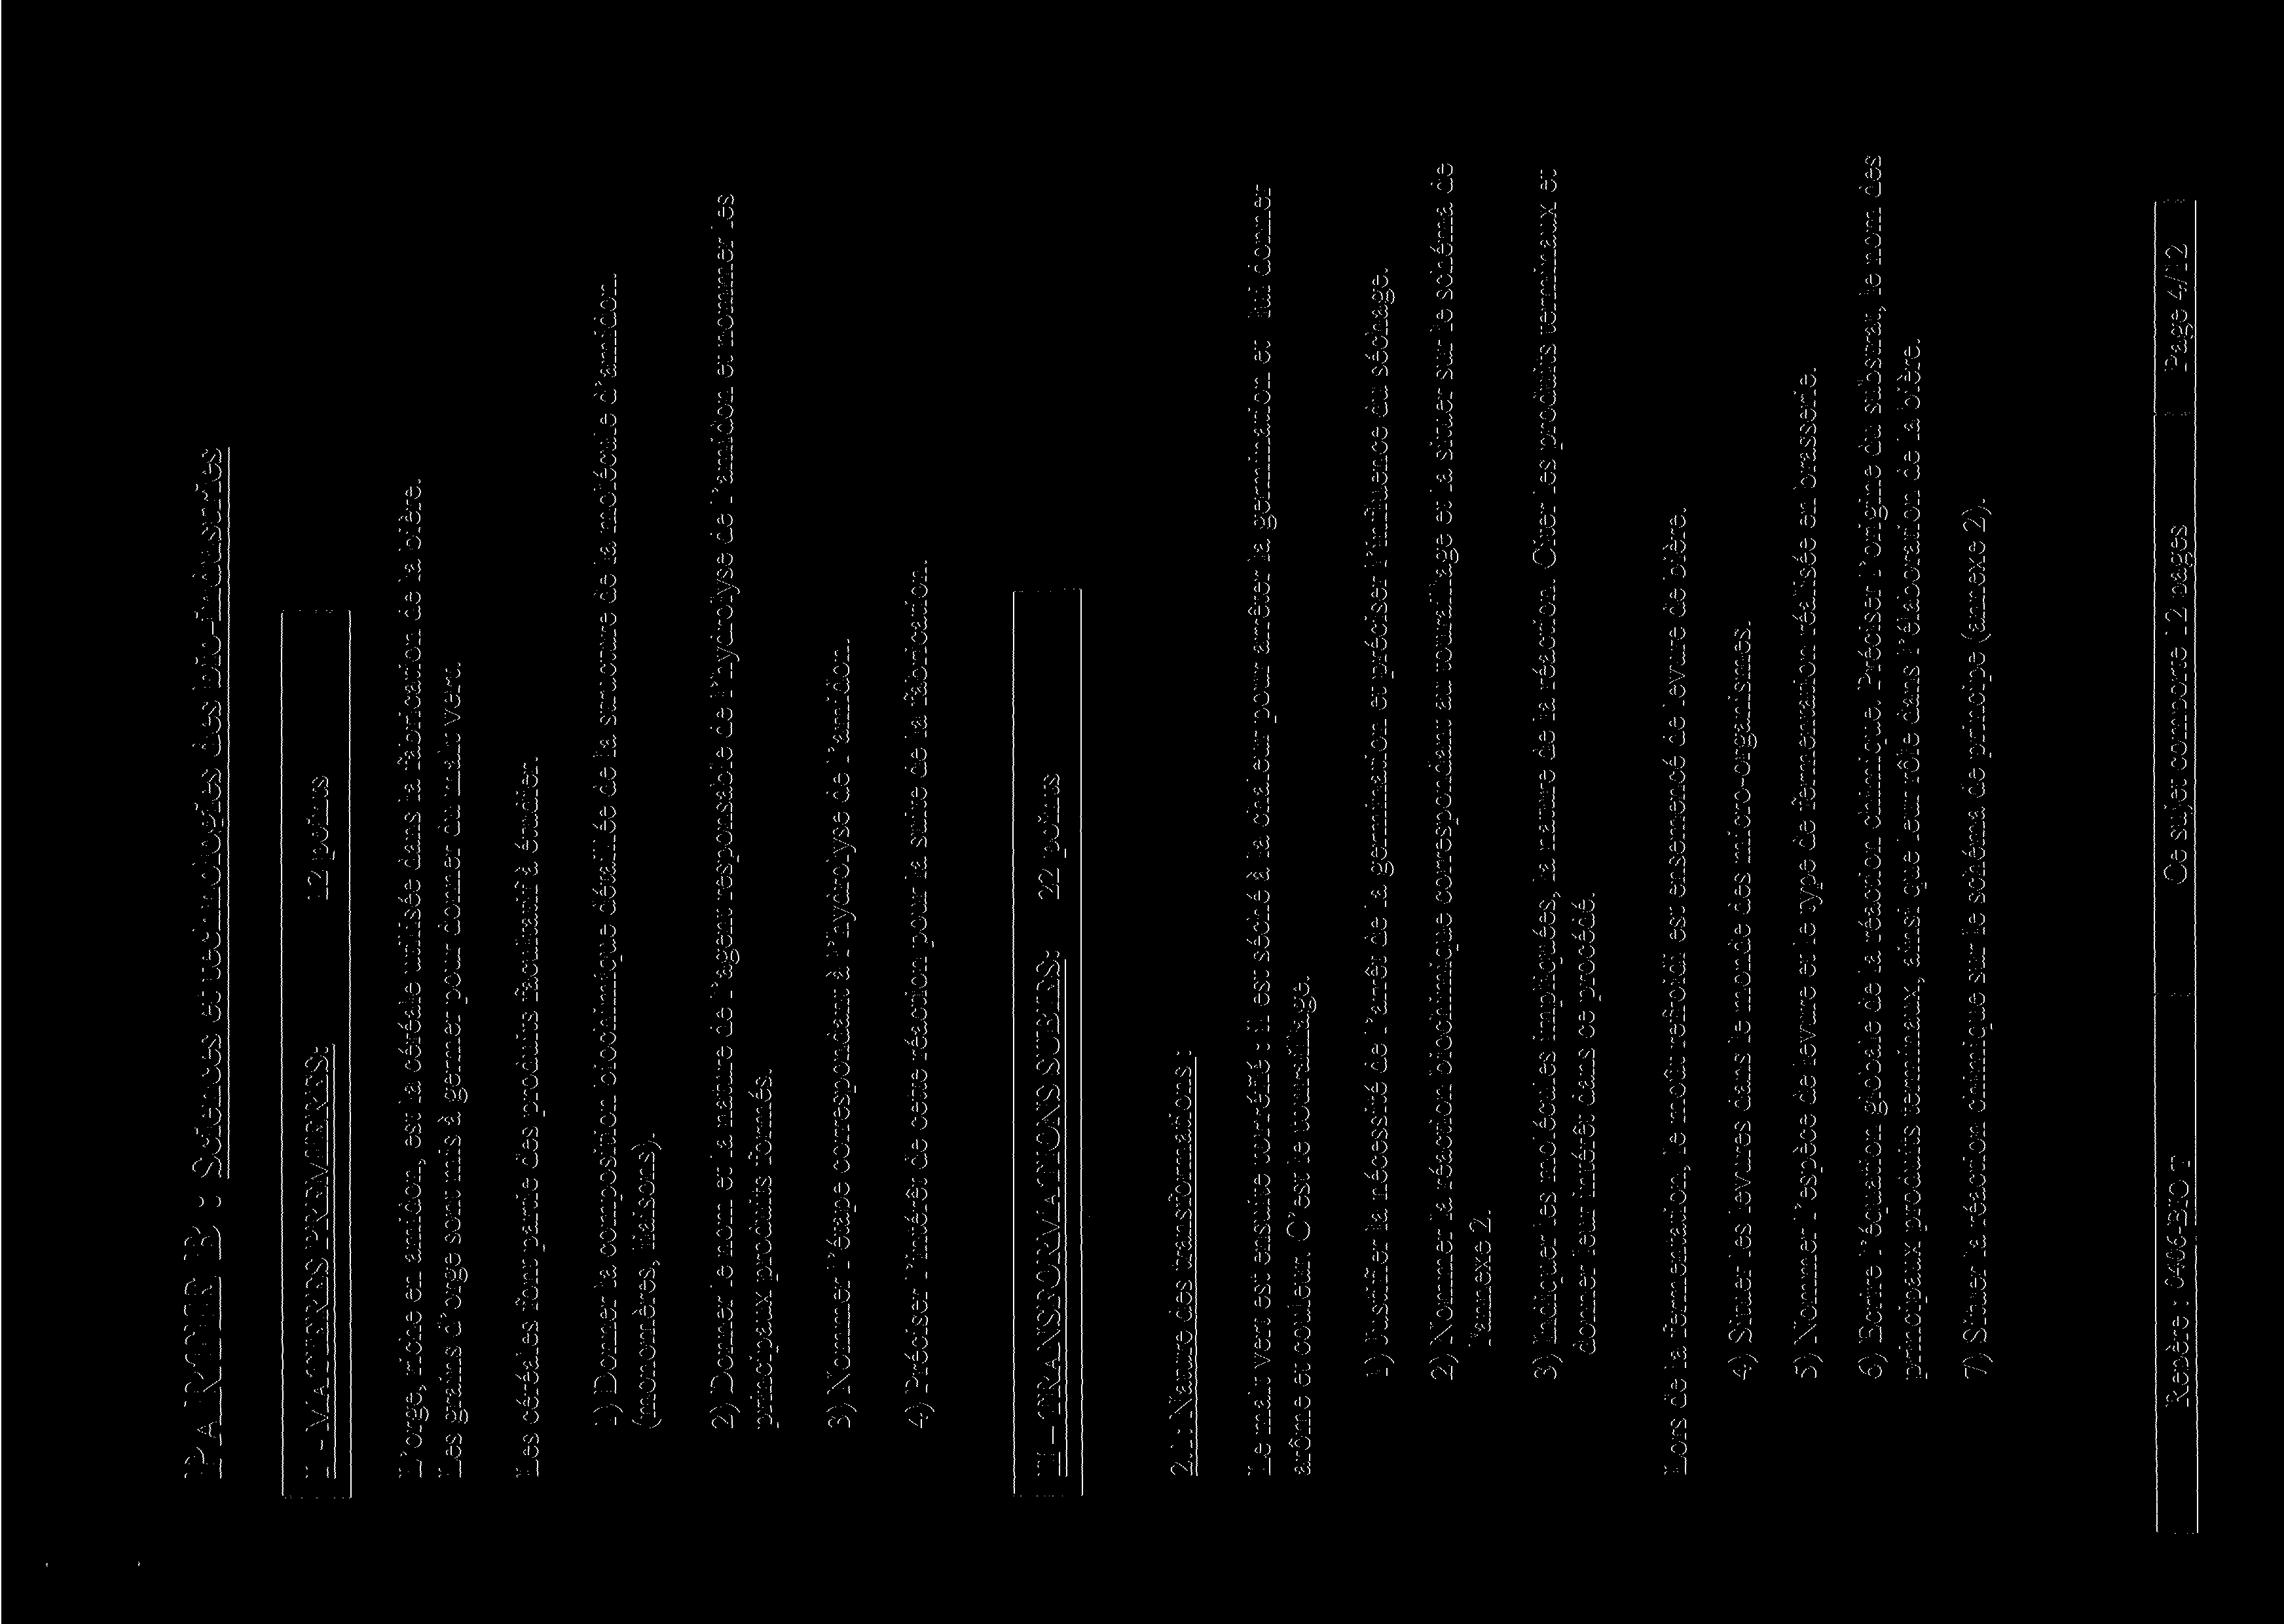 PARTIE B : Sciences et technologies des bio-industries
I - MATIERES PREMIERES: 12 points
L'orge, riche en amidon, est la céréale utilisée dans la fabrication de la bière.
Les grains d'orge sont mis à germer pour donner du malt vert.
Les céréales font partie des produits facultatif à étudier.
1) Donner la composition biochimique détaillée de la structure de la molécule d'amidon.
(monomères, liaisons).
2) Donner le nom et la nature de l'agent responsable de l'hydrolyse de l'amidon et nommer les
principaux produits formés.
3) Nommer l'étape correspondant à l'hydrolyse de l'amidon.
4) Préciser l'intérêt de cette réaction pour la suite de la fabrication.
II – TRANSFORMATIONS SUBIES: 22 points
2.1: Nature des transformations :
Le malt vert est ensuite torréfié : il est séché à la chaleur pour arrêter la germination et lui donner
arôme et couleur. C'est le touraillage.
1) Justifier la nécessité de l'arrêt de la germination et préciser l'influence du séchage.
2) Nommer la réaction biochimique correspondant au touraillage et la situer sur le schéma de
l'annexe 2.
3) Indiquer les molécules impliquées, la nature de la réaction. Citer les produits terminaux et
donner leur intérêt dans ce procédé.
Lors de la fermentation, le moût refroidi est ensemencé de levure de bière.
4) Situer les levures dans le monde des micro-organismes.
5) Nommer l'espèce de levure et le type de fermentation réalisée en brasserie.
6) Ecrire l'équation globale de la réaction chimique. Préciser l'origine du substrat, le nom des
principaux produits terminaux, ainsi que leur rôle dans l'élaboration de la bière.
7) Situer la réaction chimique sur le schéma de principe (annexe 2).
Repère : 0406-BIO T Ce sujet comporte 12 pages Page 4/12